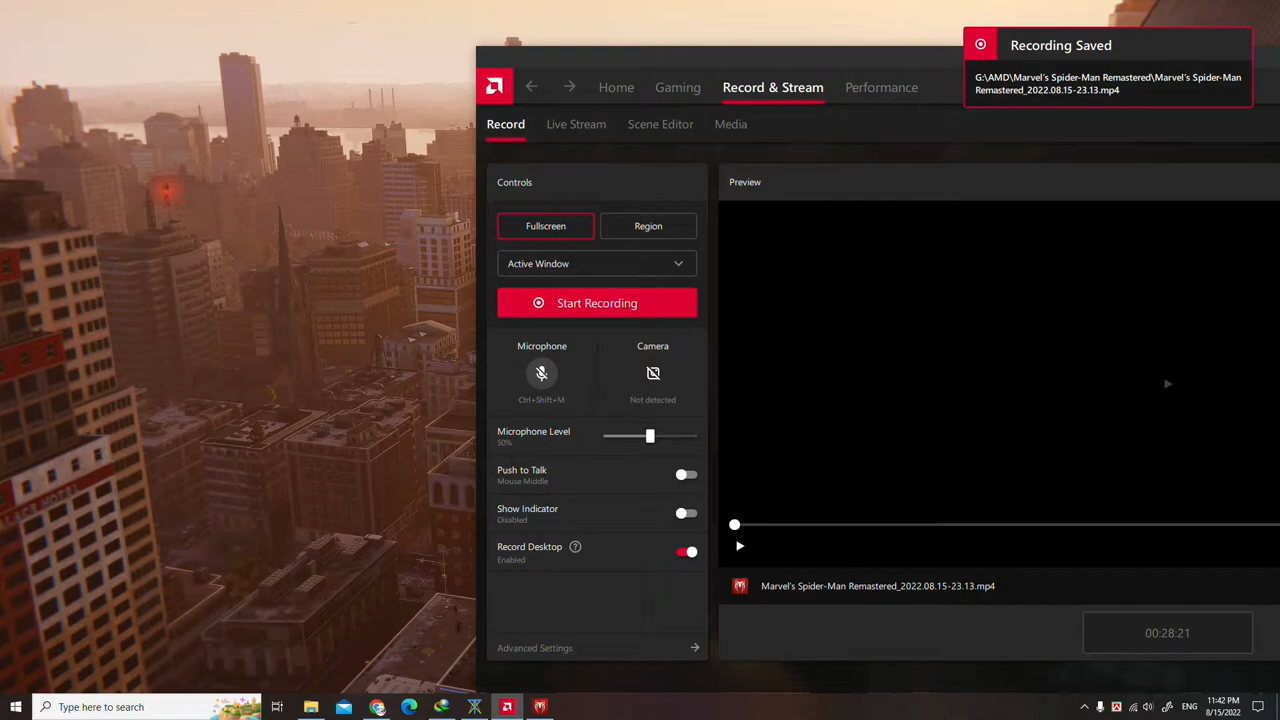 Recording Saved
G:\AMD\Marvel's Spider-Man Remastered\Marvel's Spider-Man
Remastered_2022.08.15-23.13.mp4
Home Gaming Record & Stream Performance
Record Live Stream Scene Editor Media
Controls
Preview
Fullscreen Region
Active Window
Start Recording
Microphone Camera
Ctrl+Shift+M Not detected
Microphone Level
50%
Push to Talk
Mouse Middle
Show Indicator
Disabled
Record Desktop ?
Enabled
Marvel's Spider-Man Remastered_2022.08.15-23.13.mp4
00:28:21
Advanced Settings
Type here to search
ENG
11:42 PM
8/15/2022